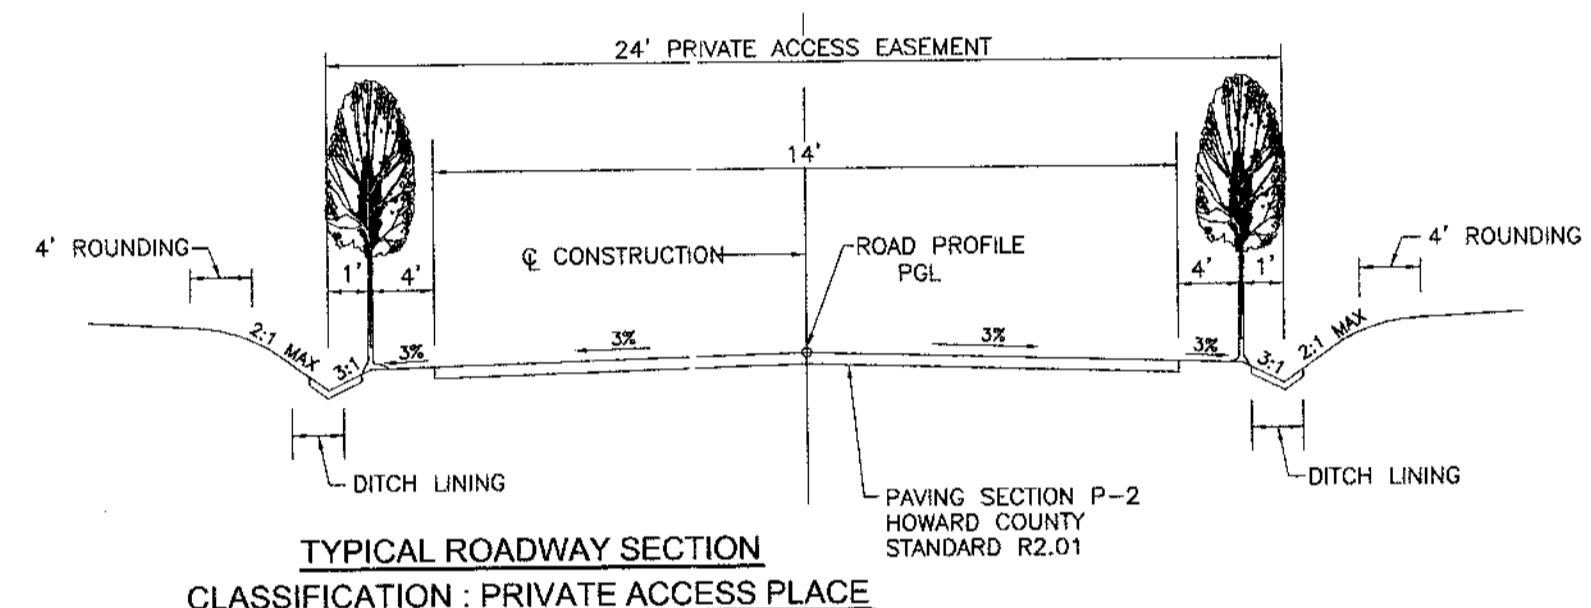 24' PRIVATE ACCESS EASEMENT
14'
4' ROUNDING
1'
4'
℄ CONSTRUCTION
ROAD PROFILE
PGL
4'
1'
4' ROUNDING
2:1 MAX
3:1
3%
3%
3%
3%
3:1
2:1 MAX
DITCH LINING
DITCH LINING
PAVING SECTION P-2
HOWARD COUNTY
STANDARD R2.01
TYPICAL ROADWAY SECTION
CLASSIFICATION : PRIVATE ACCESS PLACE